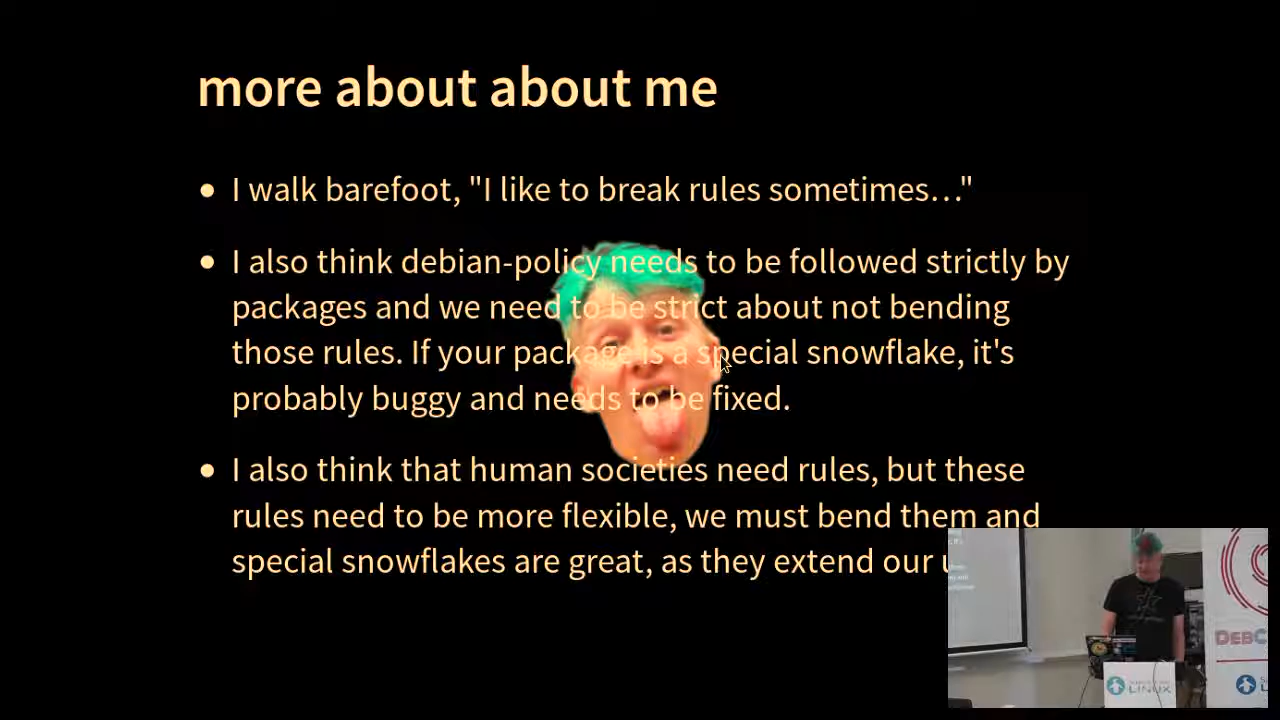 more about about me
• I walk barefoot, "I like to break rules sometimes…"
• I also think debian-policy needs to be followed strictly by
packages and we need to be strict about not bending
those rules. If your package is a special snowflake, it's
probably buggy and needs to be fixed.
• I also think that human societies need rules, but these
rules need to be more flexible, we must bend them and
special snowflakes are great, as they extend our
DEBC
LINUX